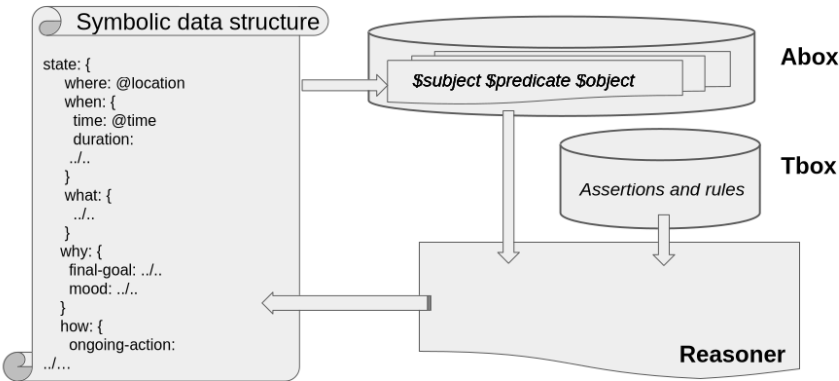 Symbolic data structure
state: {
where: @location
when: {
time: @time
duration:
../..
}
what: {
../..
}
why: {
final-goal: ../..
mood: ../..
}
how: {
ongoing-action:
../…
$subject $predicate $object
Abox
Assertions and rules
Tbox
Reasoner